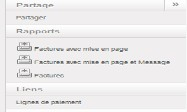 Partage
»
Partager
Rapports
Factures avec mise en page
Factures avec mise en page et Message
Factures
Liens
Lignes de paiement